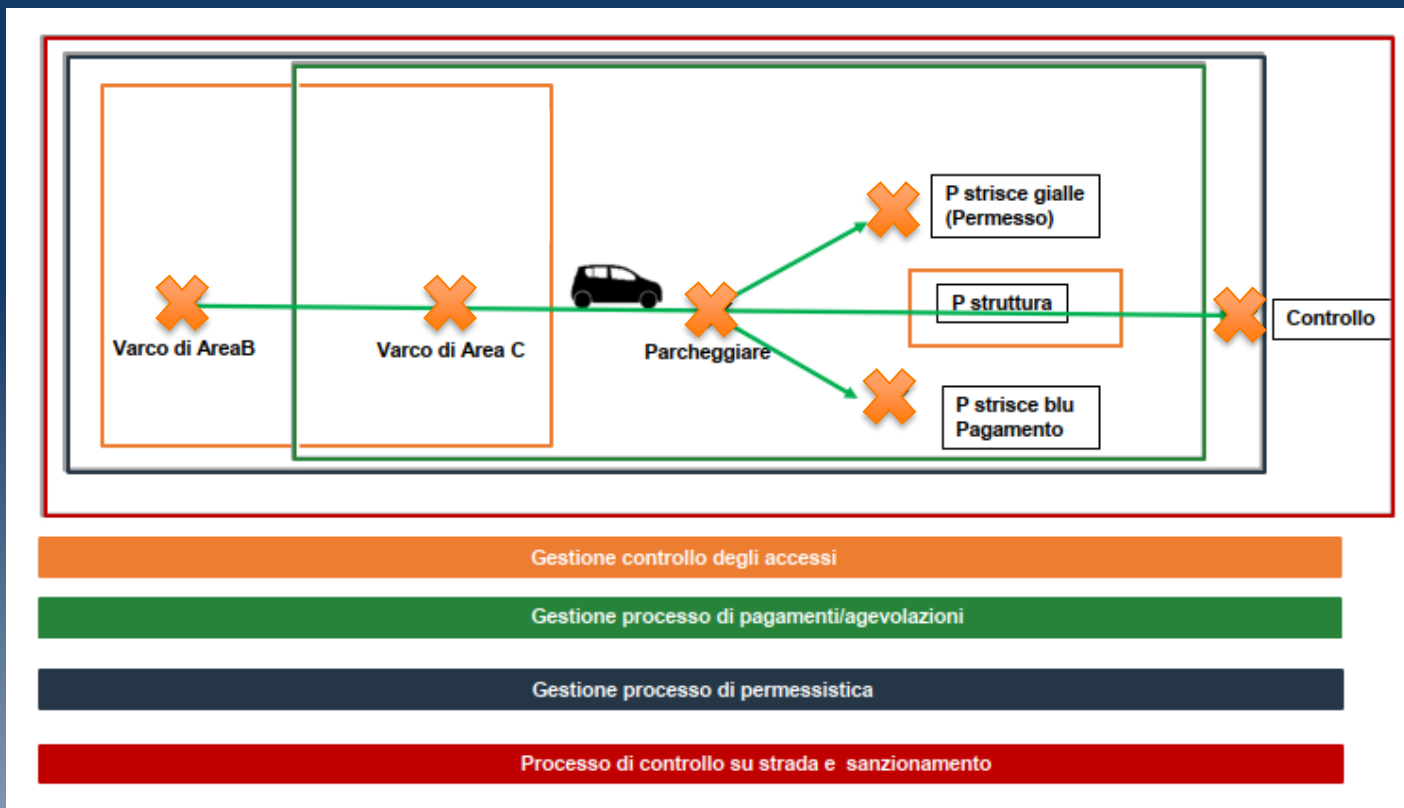 P strisce gialle
(Permesso)
P struttura
Controllo
Varco di AreaB
Varco di Area C
Parcheggiare
P strisce blu
Pagamento
Gestione controllo degli accessi
Gestione processo di pagamenti/agevolazioni
Gestione processo di permessistica
Processo di controllo su strada e sanzionamento